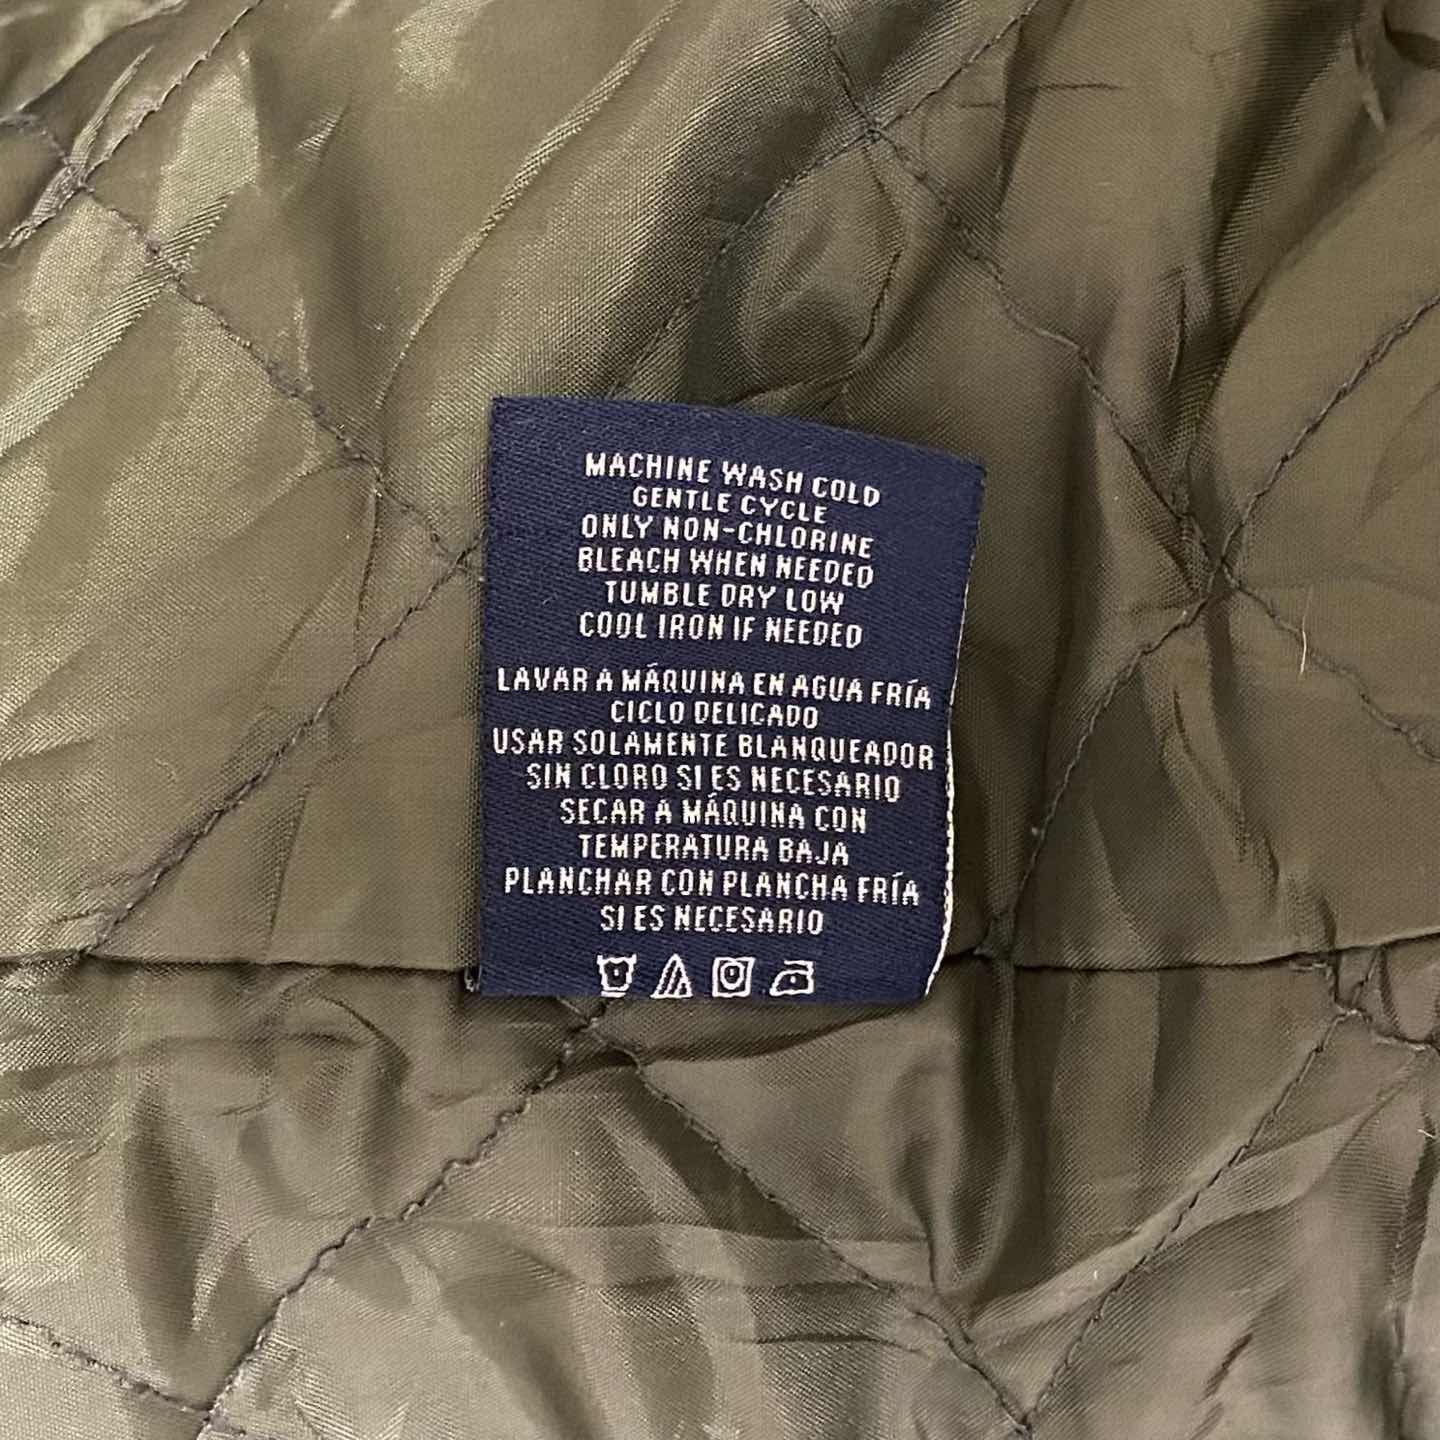 MACHINE WASH COLD
GENTLE CYCLE
ONLY NON-CHLORINE
BLEACH WHEN NEEDED
TUMBLE DRY LOW
COOL IRON IF NEEDED
LAVAR A MÁQUINA EN AGUA FRÍA
CICLO DELICADO
USAR SOLAMENTE BLANQUEADOR
SIN CLORO SI ES NECESARIO
SECAR A MÁQUINA CON
TEMPERATURA BAJA
PLANCHAR CON PLANCHA FRÍA
SI ES NECESARIO